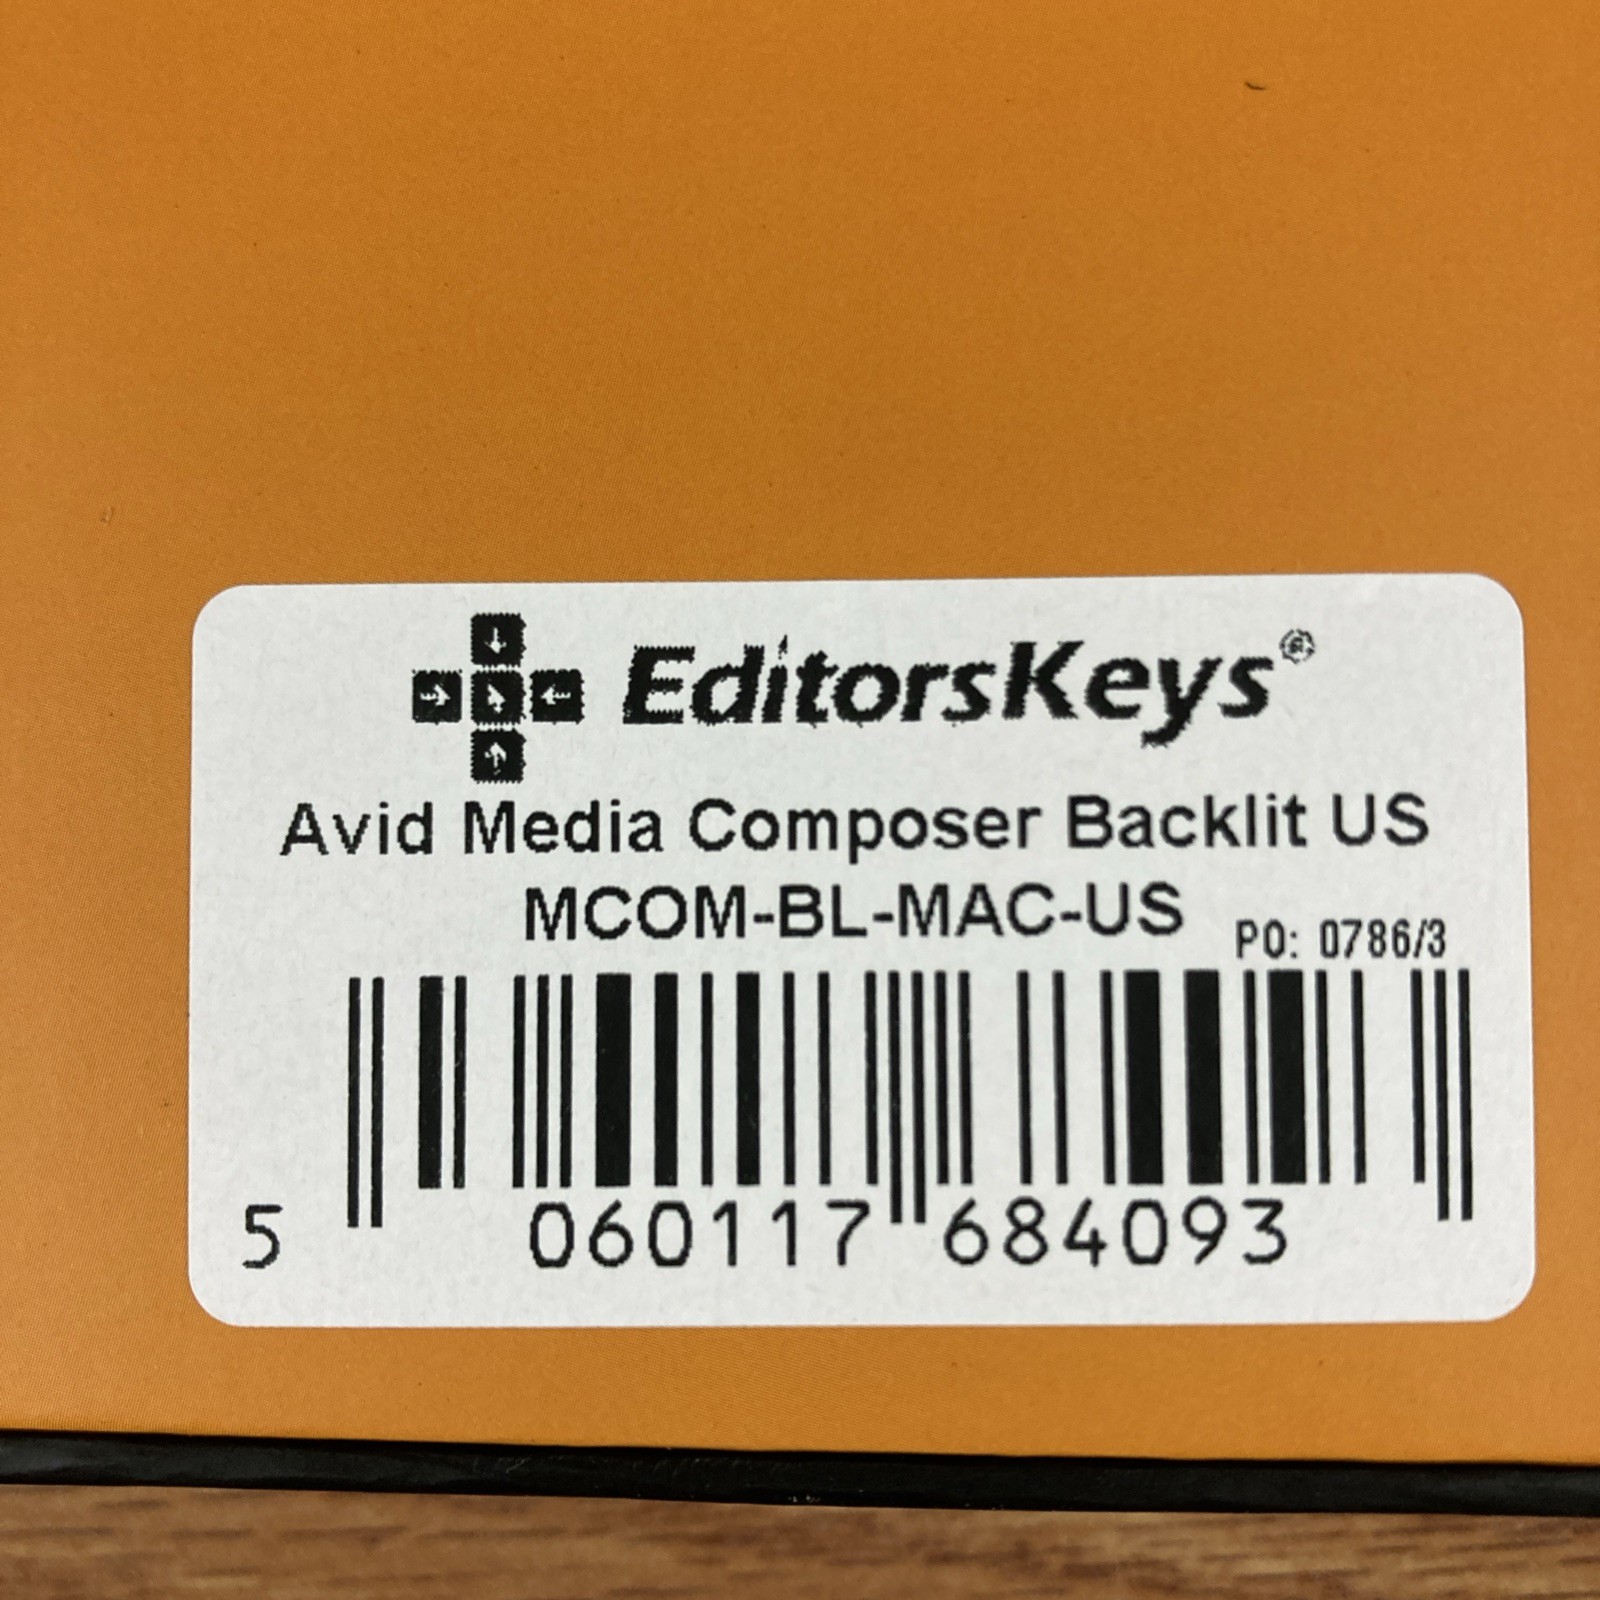 EditorsKeys®
Avid Media Composer Backlit US
MCOM-BL-MAC-US
PO: 0786/3
5 060117 684093